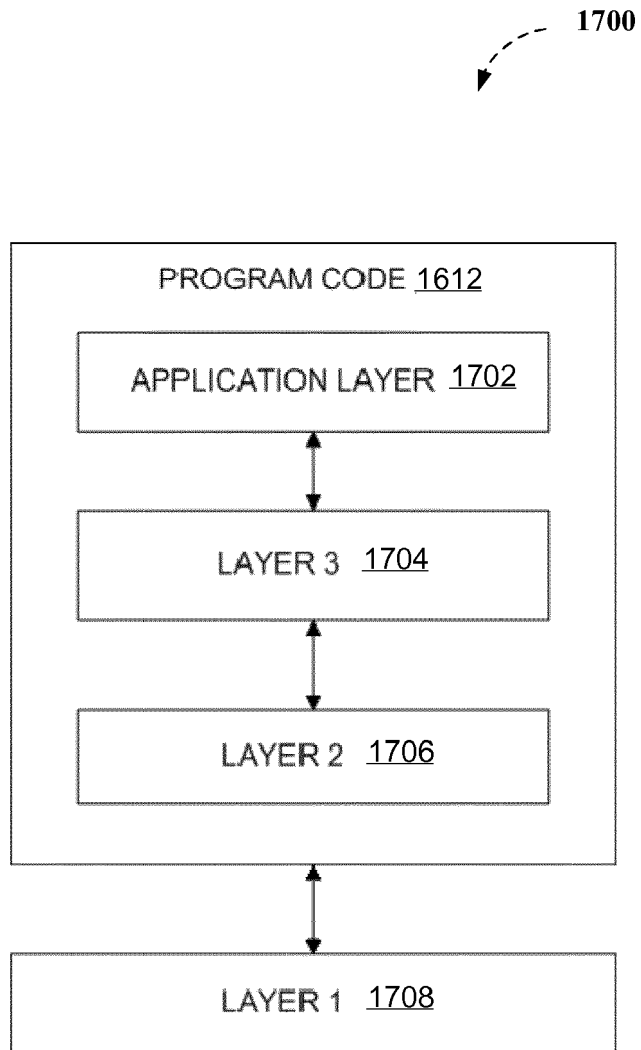 1700
PROGRAM CODE 1612
APPLICATION LAYER 1702
LAYER 3 1704
LAYER 2 1706
LAYER 1 1708